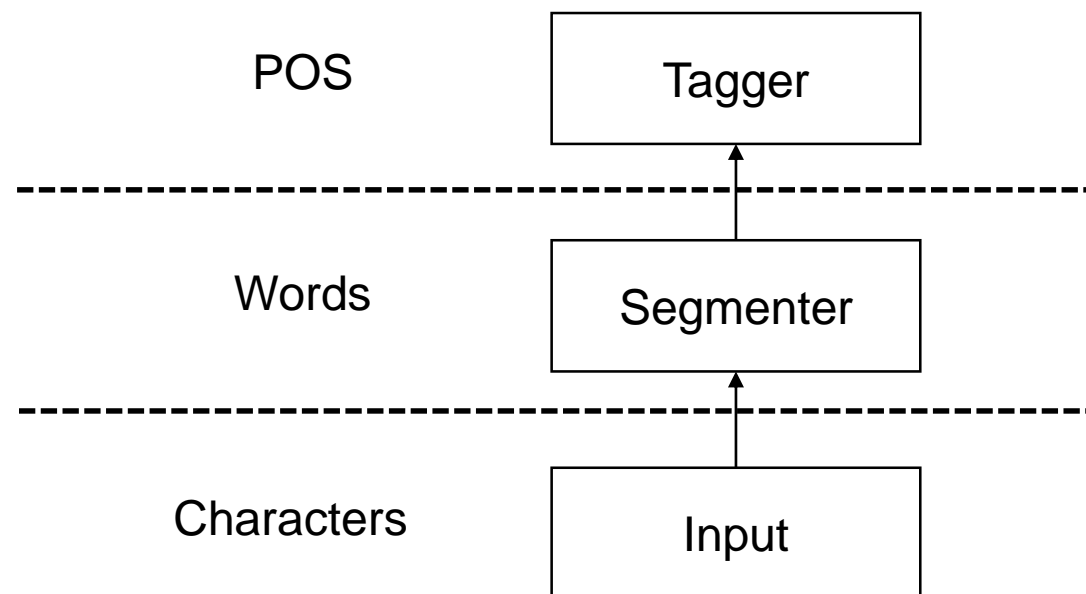 POS
Tagger
Words
Segmenter
Characters
Input